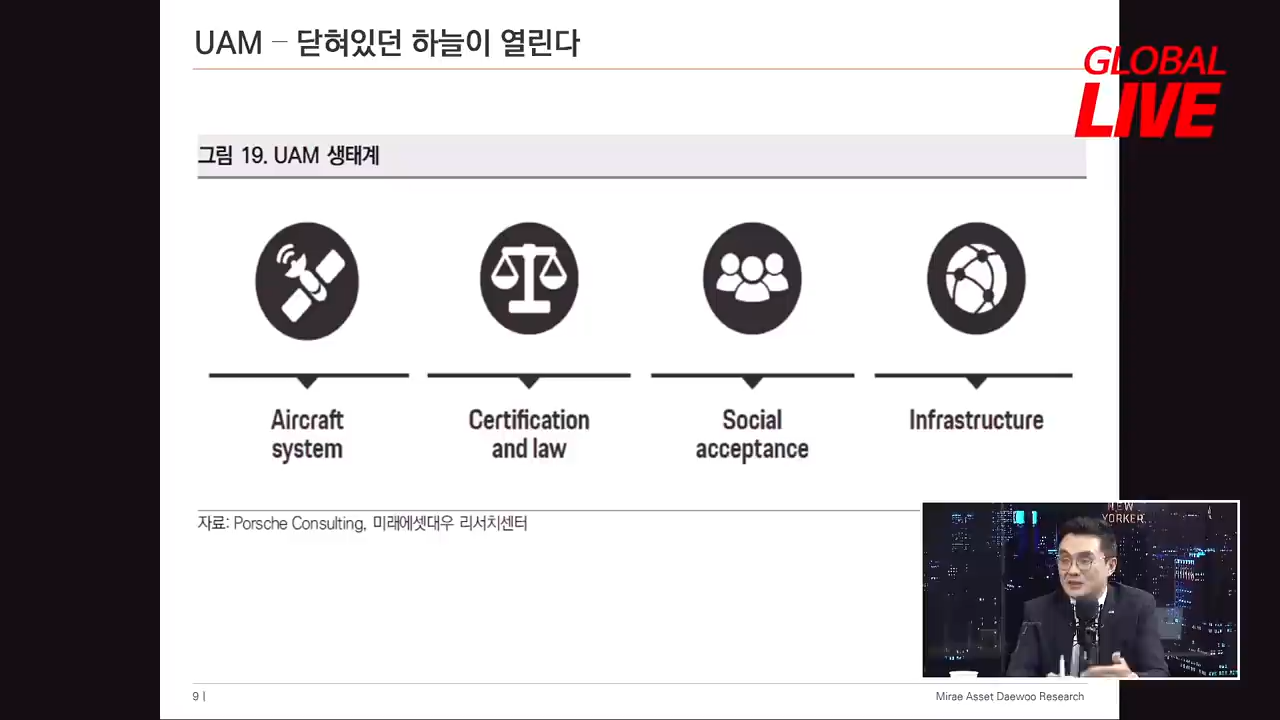 UAM – 닫혀있던 하늘이 열린다
GLOBAL
LIVE
그림 19. UAM 생태계
Aircraft
system
Certification
and law
Social
acceptance
Infrastructure
자료: Porsche Consulting, 미래에셋대우 리서치센터
NEW
YORKER
9 |
Mirae Asset Daewoo Research